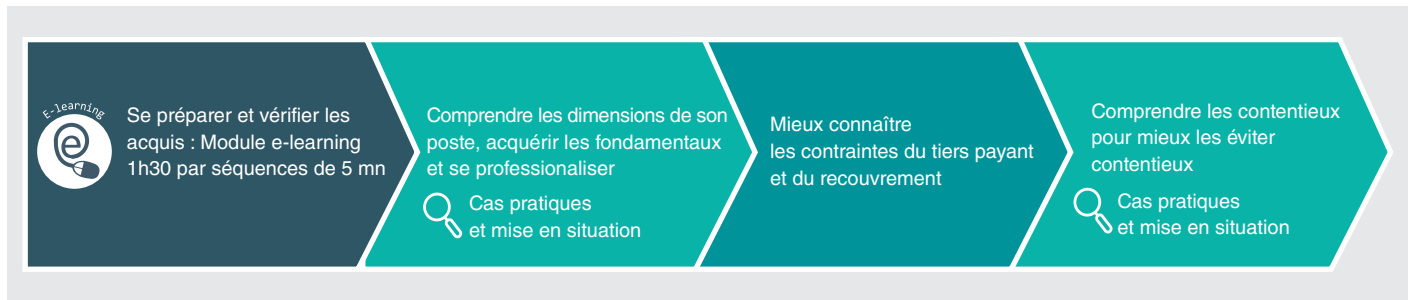 E-learning
Se préparer et vérifier les
acquis : Module e-learning
1h30 par séquences de 5 mn
Comprendre les dimensions de son
poste, acquérir les fondamentaux
et se professionaliser
Cas pratiques
et mise en situation
Mieux connaître
les contraintes du tiers payant
et du recouvrement
Comprendre les contentieux
pour mieux les éviter
contentieux
Cas pratiques
et mise en situation